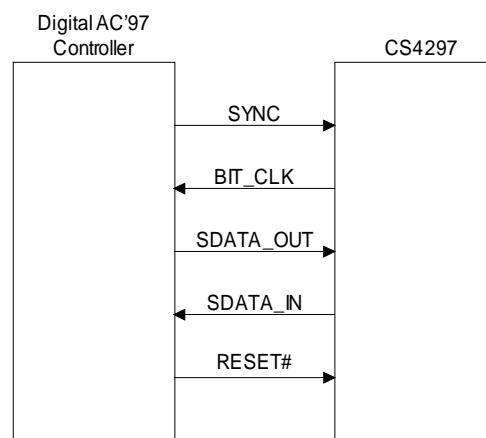 Digital AC'97
Controller
CS4297
SYNC
BIT_CLK
SDATA_OUT
SDATA_IN
RESET#